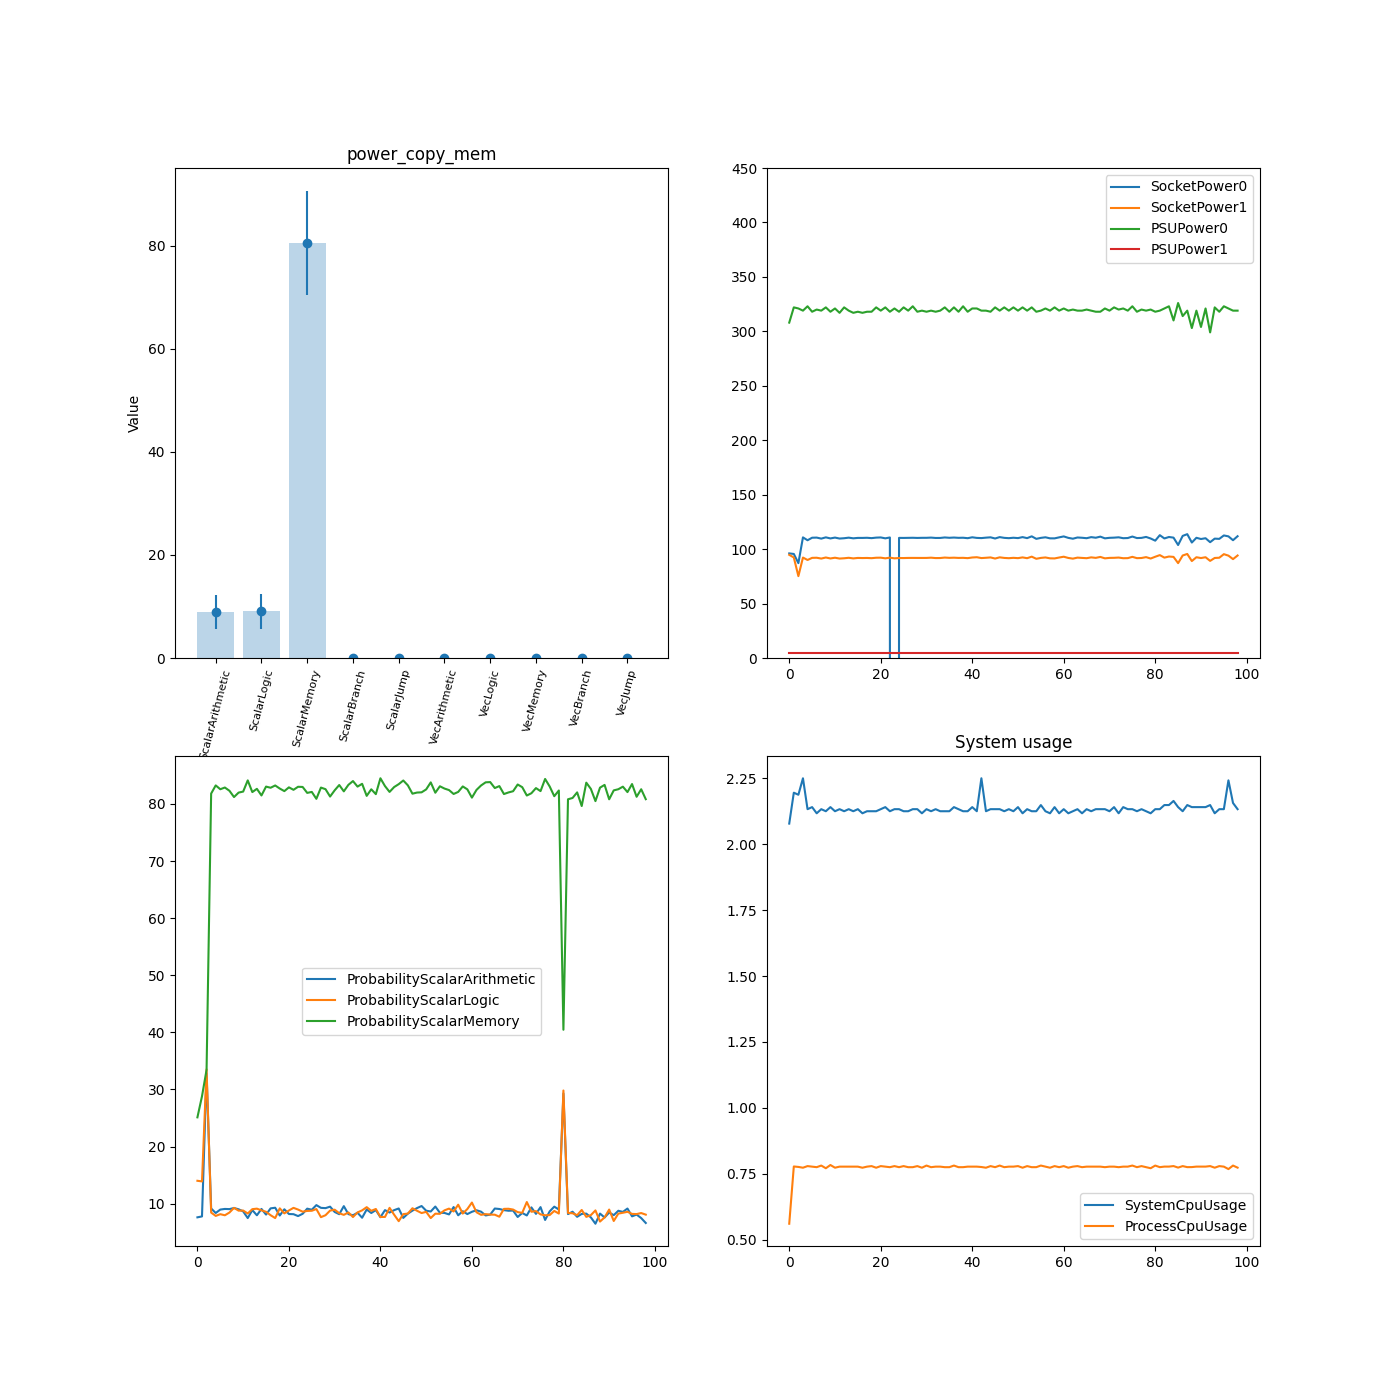 power_copy_mem
Value
80
60
40
20
0
ScalarArithmetic
ScalarLogic
ScalarMemory
ScalarBranch
ScalarJump
VecArithmetic
VecLogic
VecMemory
VecBranch
VecJump
450
400
350
300
250
200
150
100
50
0
0 20 40 60 80 100
SocketPower0
SocketPower1
PSUPower0
PSUPower1
80
70
60
50
40
30
20
10
0 20 40 60 80 100
ProbabilityScalarArithmetic
ProbabilityScalarLogic
ProbabilityScalarMemory
System usage
2.25
2.00
1.75
1.50
1.25
1.00
0.75
0.50
0 20 40 60 80 100
SystemCpuUsage
ProcessCpuUsage